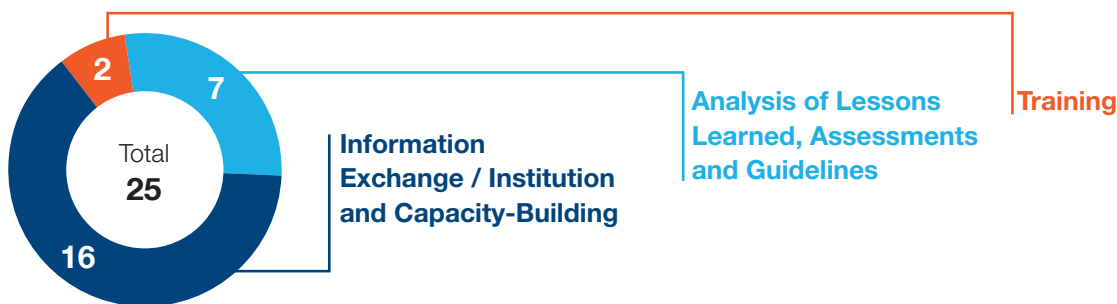 2
7
Total
25
16
Information
Exchange / Institution
and Capacity-Building
Analysis of Lessons
Learned, Assessments
and Guidelines
Training